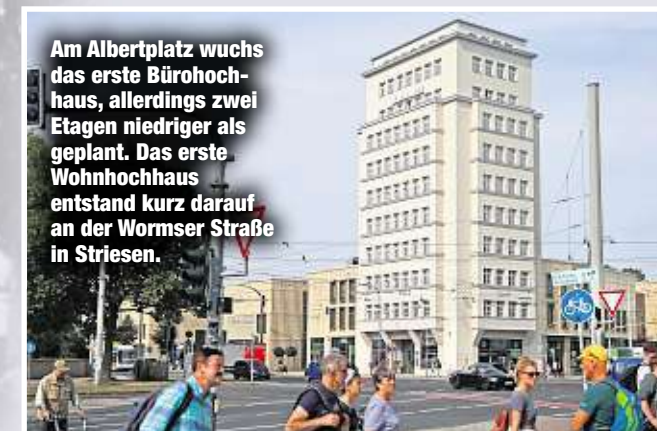 Am Albertplatz wuchs
das erste Bürohoch-
haus, allerdings zwei
Etagen niedriger als
geplant. Das erste
Wohnhochhaus
entstand kurz darauf
an der Wormser Straße
in Striesen.